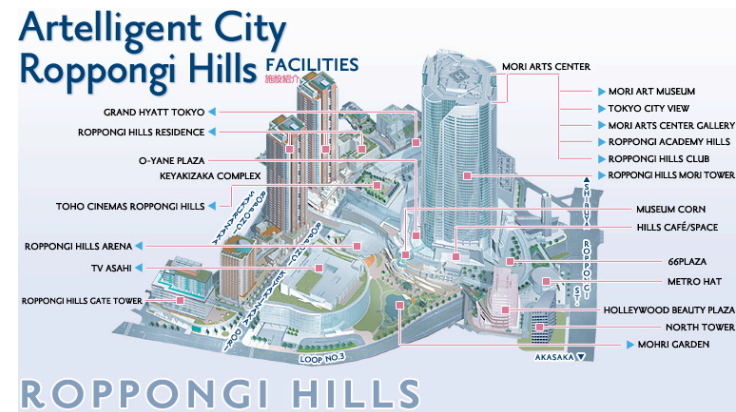 Artelligent City
Roppongi Hills FACILITIES
施設紹介
MORI ARTS CENTER
MORI ART MUSEUM
TOKYO CITY VIEW
MORI ARTS CENTER GALLERY
ROPPONGI ACADEMY HILLS
ROPPONGI HILLS CLUB
ROPPONGI HILLS MORI TOWER
GRAND HYATT TOKYO
ROPPONGI HILLS RESIDENCE
O-YANE PLAZA
KEYAKIZAKA COMPLEX
TOHO CINEMAS ROPPONGI HILLS
ROPPONGI HILLS ARENA
TV ASAHI
ROPPONGI HILLS GATE TOWER
MUSEUM CORN
HILLS CAFÉ/SPACE
66PLAZA
METRO HAT
HOLLEYWOOD BEAUTY PLAZA
NORTH TOWER
MOHRI GARDEN
ROPPONGI
ROPPONGI KEYAKIZAKA DORI
LOOP NO.3
AKASAKA
ROPPONGI
ST.
ROPPONGI HILLS